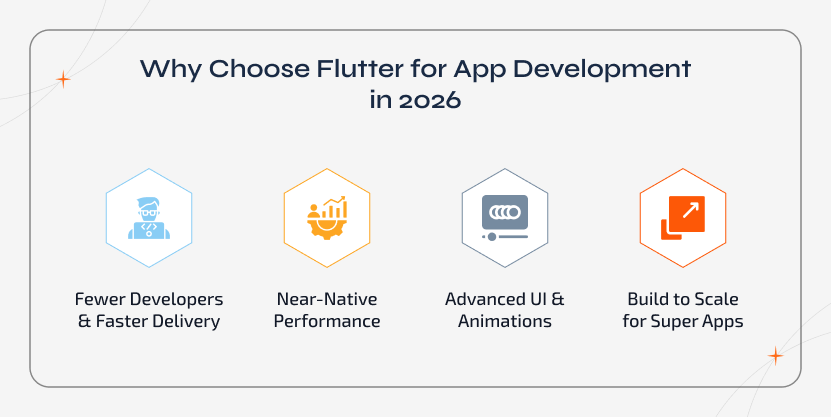 Why Choose Flutter for App Development
in 2026
Fewer Developers
& Faster Delivery
Near-Native
Performance
Advanced UI &
Animations
Build to Scale
for Super Apps